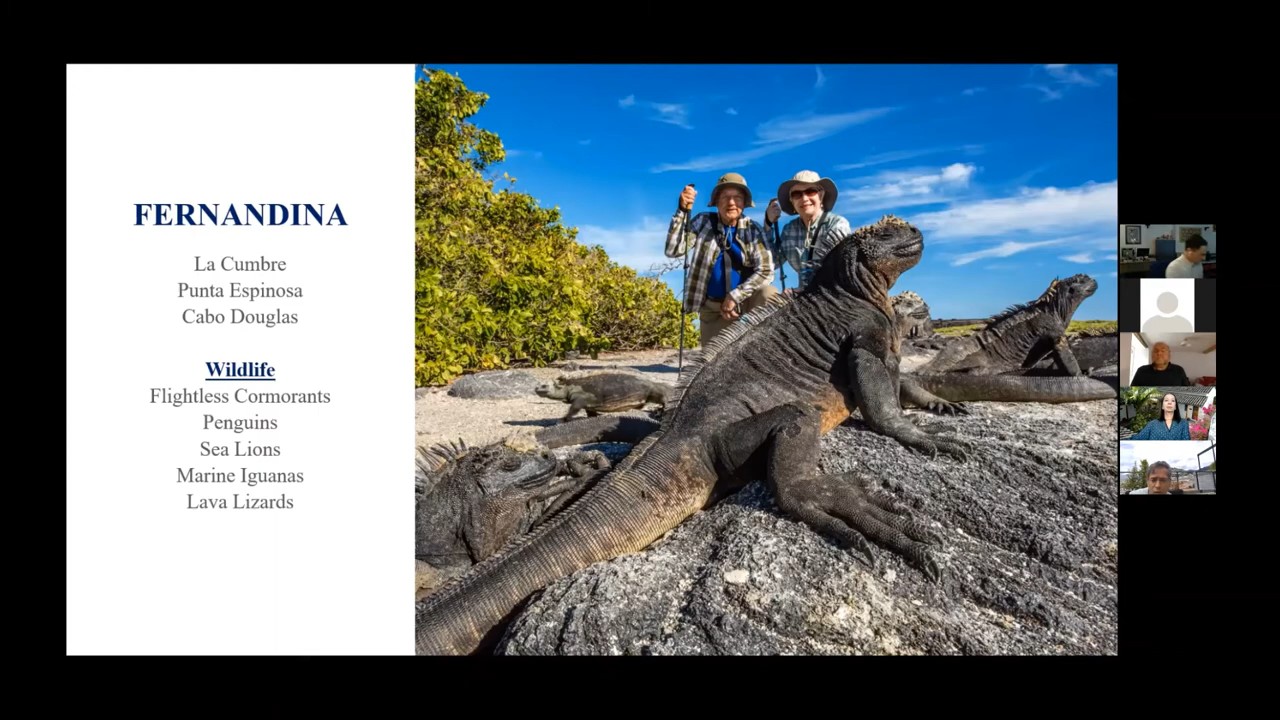 FERNANDINA
La Cumbre
Punta Espinosa
Cabo Douglas
Wildlife
Flightless Cormorants
Penguins
Sea Lions
Marine Iguanas
Lava Lizards